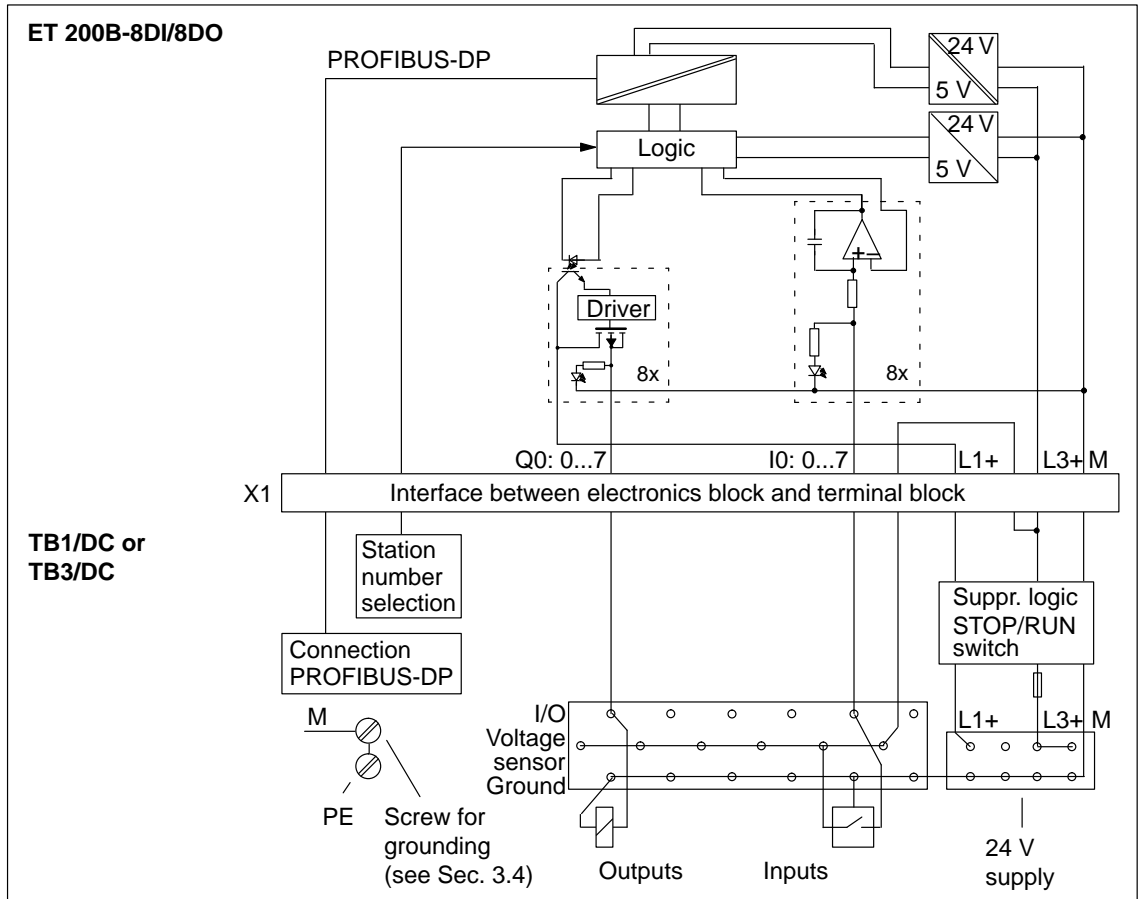 ET 200B-8DI/8DO
PROFIBUS-DP
24 V
5 V
Logic
24 V
5 V
+ −
Driver
8x
8x
Q0: 0...7
I0: 0...7
L1+
L3+ M
X1
Interface between electronics block and terminal block
TB1/DC or
TB3/DC
Station
number
selection
Suppr. logic
STOP/RUN
switch
Connection
PROFIBUS-DP
M
I/O
Voltage
sensor
Ground
L1+
L3+ M
PE
Screw for
grounding
(see Sec. 3.4)
Outputs
Inputs
24 V
supply